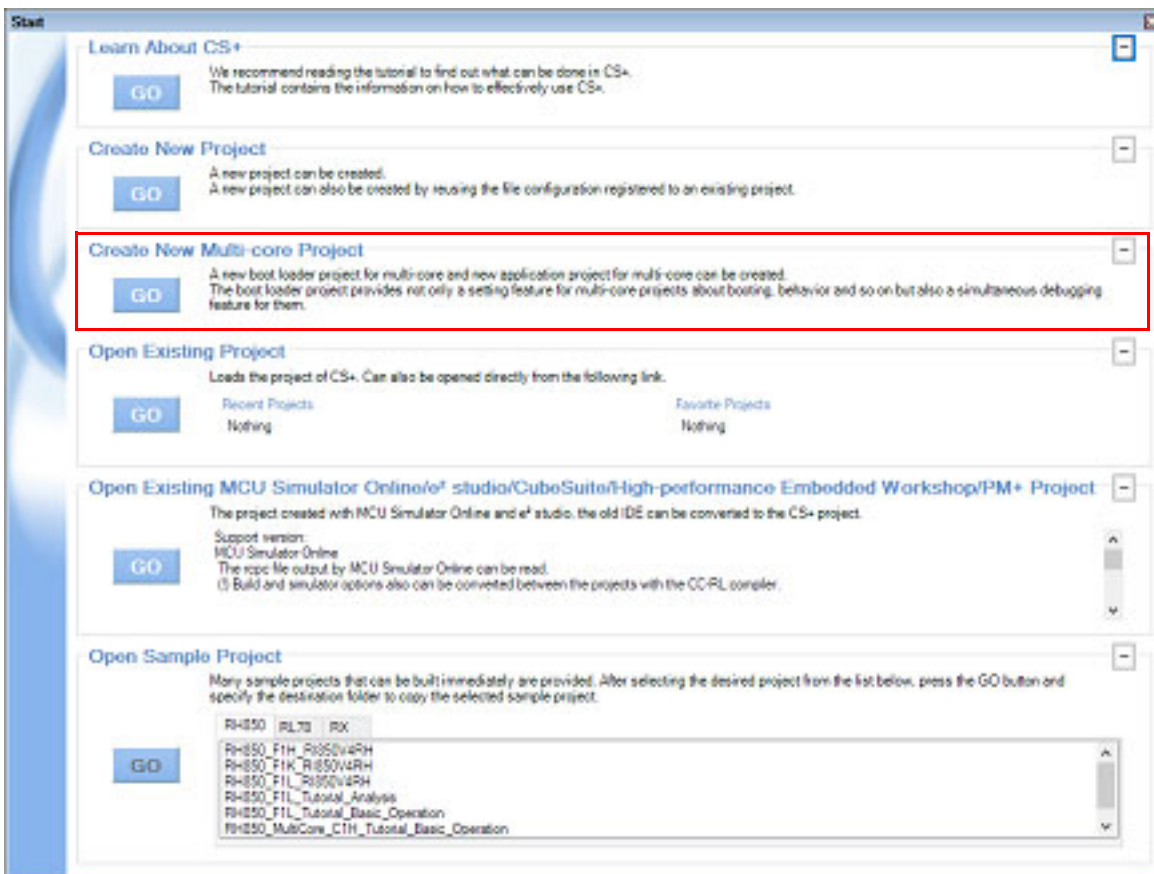 Start
Learn About CS+
GO
We recommend reading the tutorial to find out what can be done in CS+.
The tutorial contains the information on how to effectively use CS+.
Create New Project
GO
A new project can be created.
A new project can also be created by reusing the file configuration registered to an existing project.
Create New Multi-core Project
GO
A new boot loader project for multi-core and new application project for multi-core can be created.
The boot loader project provides not only a setting feature for multi-core projects about booting, behavior and so on but also a simultaneous debugging
feature for them.
Open Existing Project
GO
Loads the project of CS+. Can also be opened directly from the following link.
Recent Projects
Favorite Projects
Nothing
Nothing
Open Existing MCU Simulator Online/e² studio/CubeSuite/High-performance Embedded Workshop/PM+ Project
GO
The project created with MCU Simulator Online and e² studio, the old IDE can be converted to the CS+ project.
Support version:
MCU Simulator Online
The rcpc file output by MCU Simulator Online can be read.
(!) Build and simulator options also can be converted between the projects with the CC-RL compiler.
Open Sample Project
GO
Many sample projects that can be built immediately are provided. After selecting the desired project from the list below, press the GO button and
specify the destination folder to copy the selected sample project.
RH850 RL78 RX
RH850_F1H_RI850V4RH
RH850_F1K_RI850V4RH
RH850_F1L_RI850V4RH
RH850_F1L_Tutorial_Analysis
RH850_F1L_Tutorial_Basic_Operation
RH850_MultiCore_C1H_Tutorial_Basic_Operation